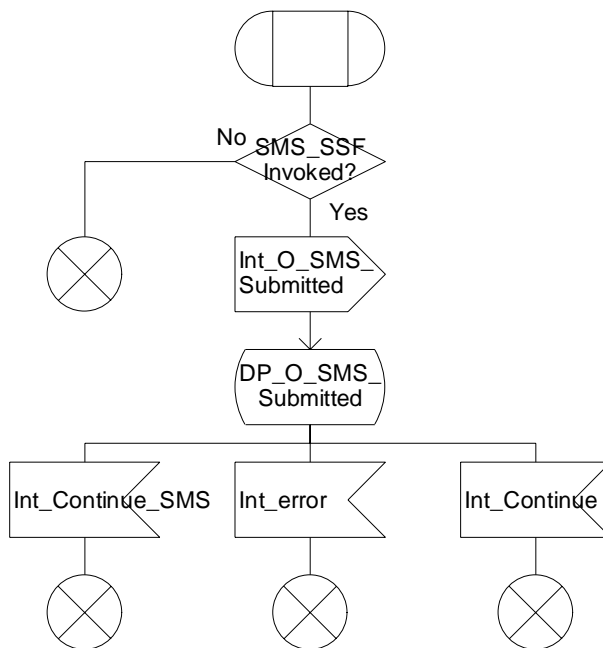 No
SMS_SSF
Invoked?
Yes
Int_O_SMS_
Submitted
DP_O_SMS_
Submitted
Int_Continue_SMS
Int_error
Int_Continue